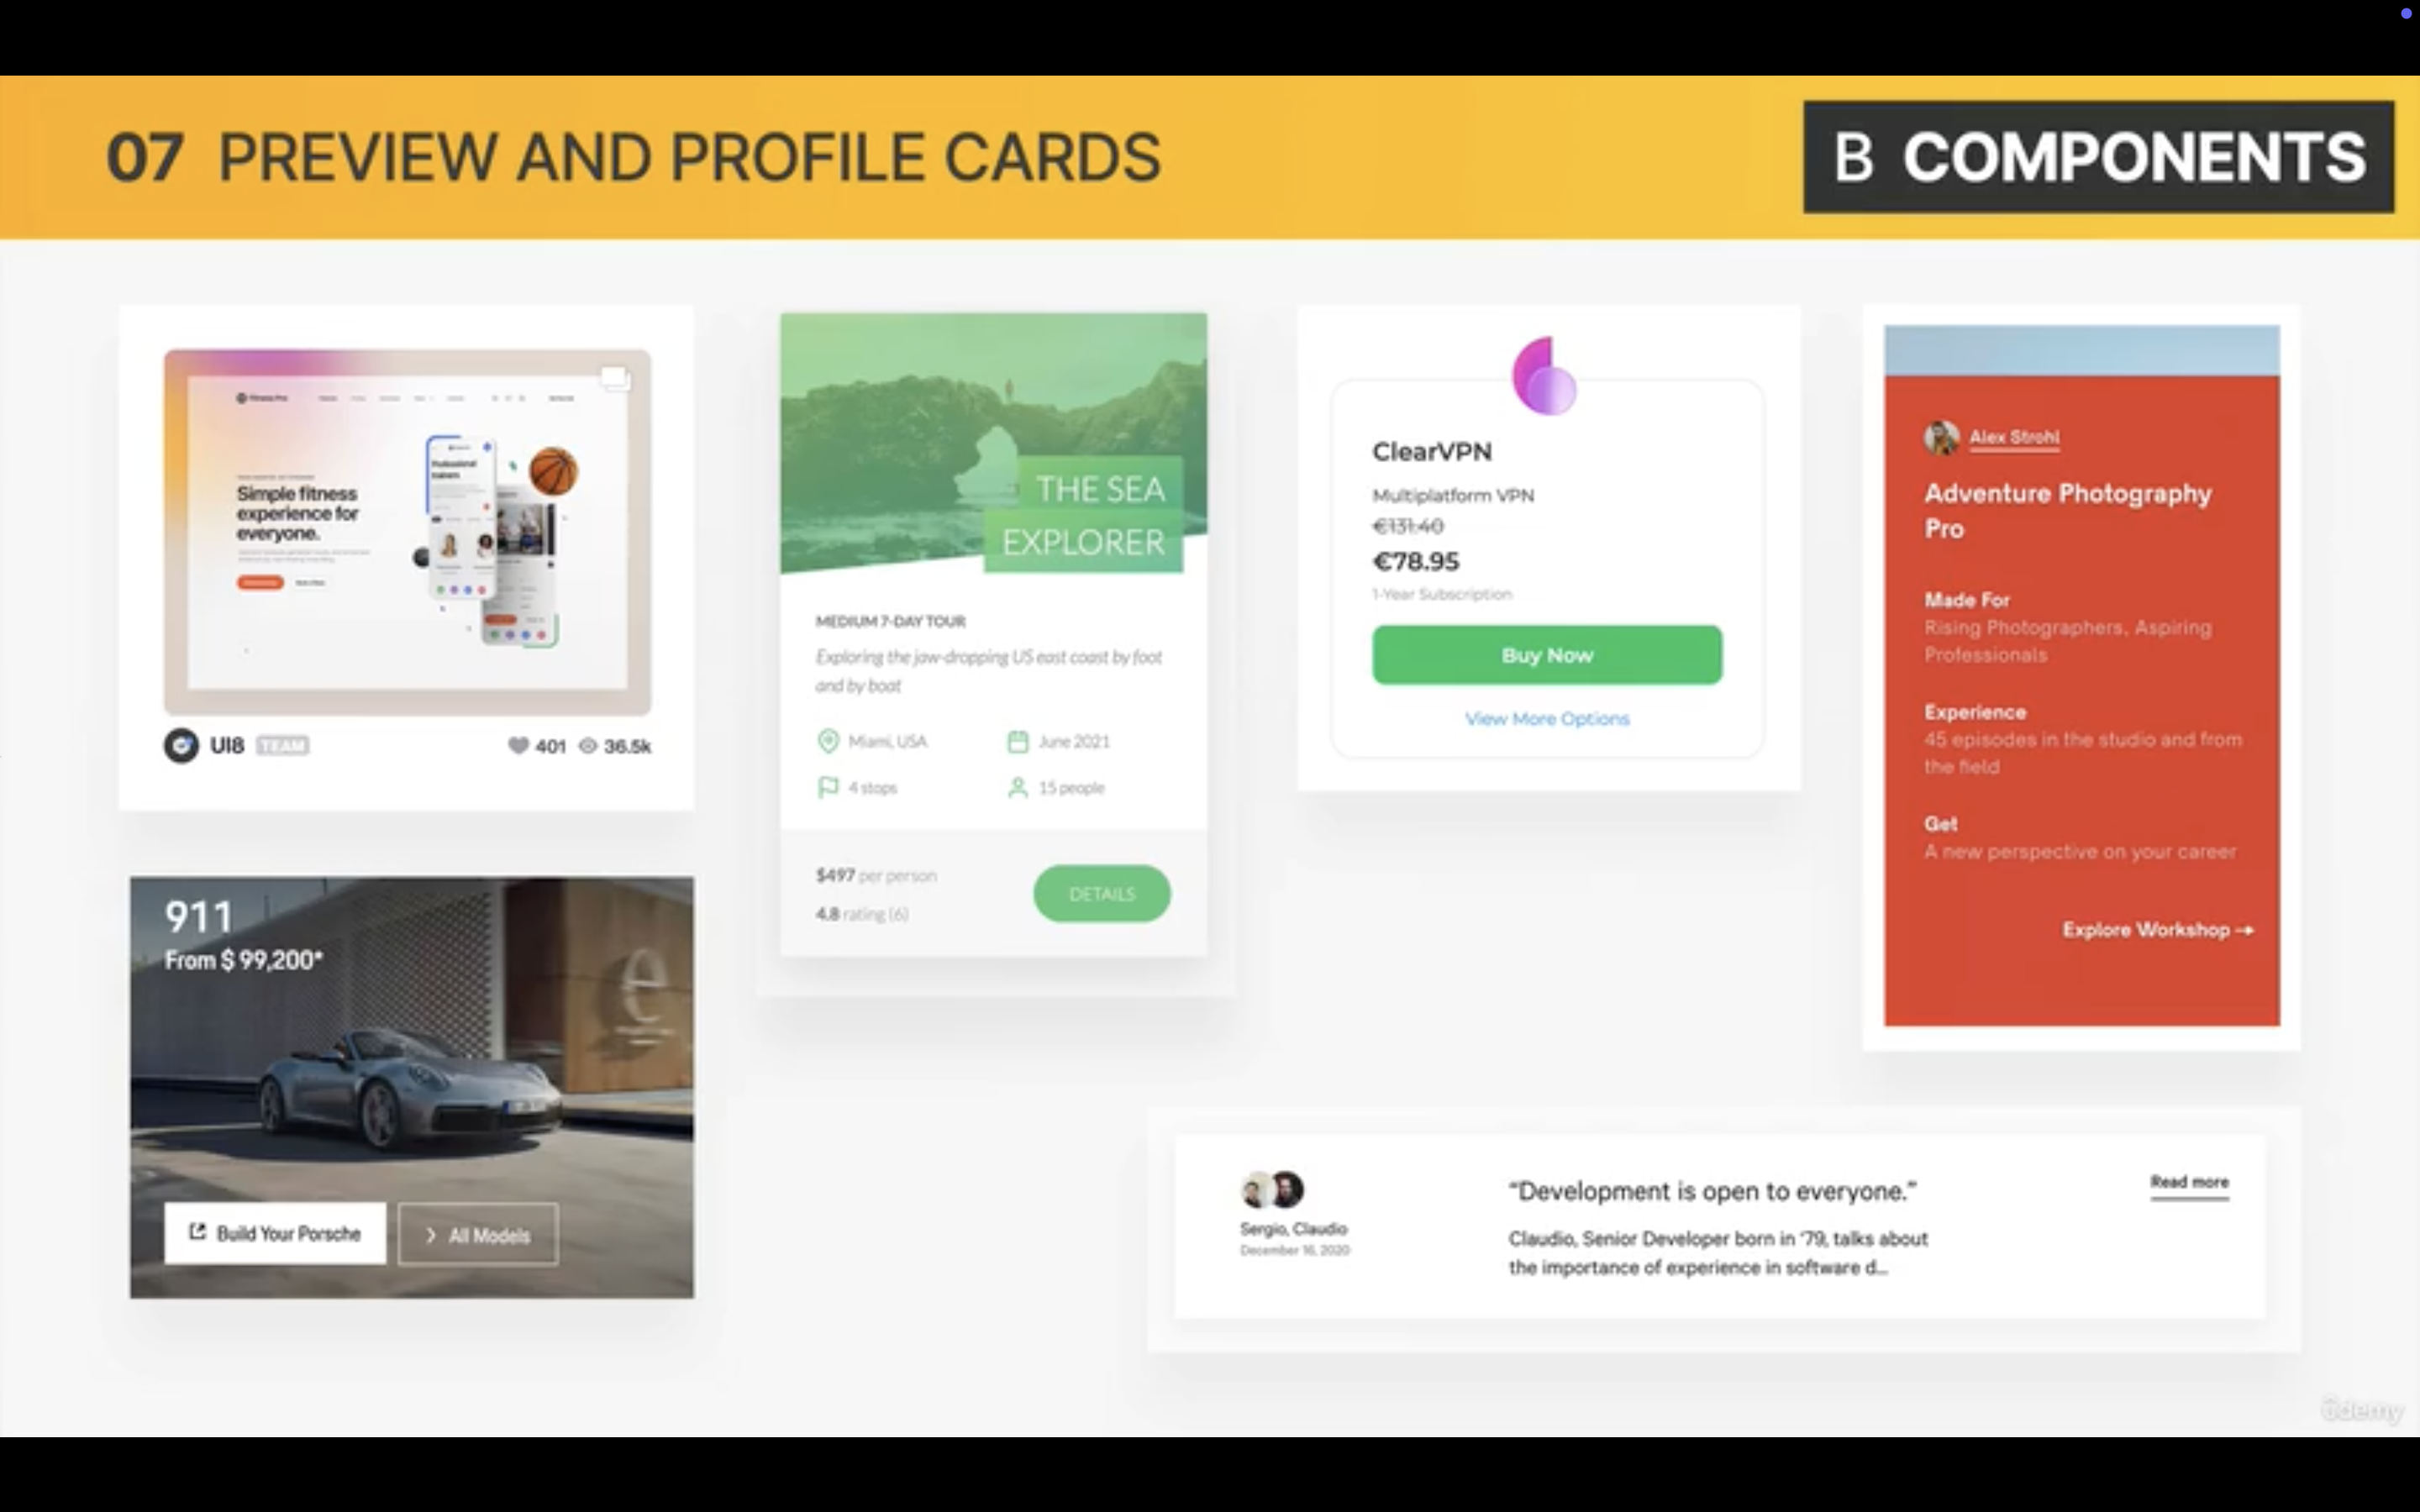 07 PREVIEW AND PROFILE CARDS
B COMPONENTS
Simple fitness
experience for
everyone.
UI8 TEAM
401 36.5k
911
From $ 99,200*
e
Build Your Porsche
All Models
THE SEA
EXPLORER
MEDIUM 7-DAY TOUR
Exploring the jaw-dropping US east coast by foot
and by boat
Miami, USA
June 2021
4 stops
15 people
$497 per person
4.8 rating (6)
DETAILS
ClearVPN
Multiplatform VPN
€131.40
€78.95
1-Year Subscription
Buy Now
View More Options
Alex Strohl
Adventure Photography
Pro
Made For
Rising Photographers, Aspiring
Professionals
Experience
45 episodes in the studio and from
the field
Get
A new perspective on your career
Explore Workshop →
Sergio, Claudio
December 16, 2020
“Development is open to everyone.”
Claudio, Senior Developer born in ‘79, talks about
the importance of experience in software d...
Read more
ûdemy